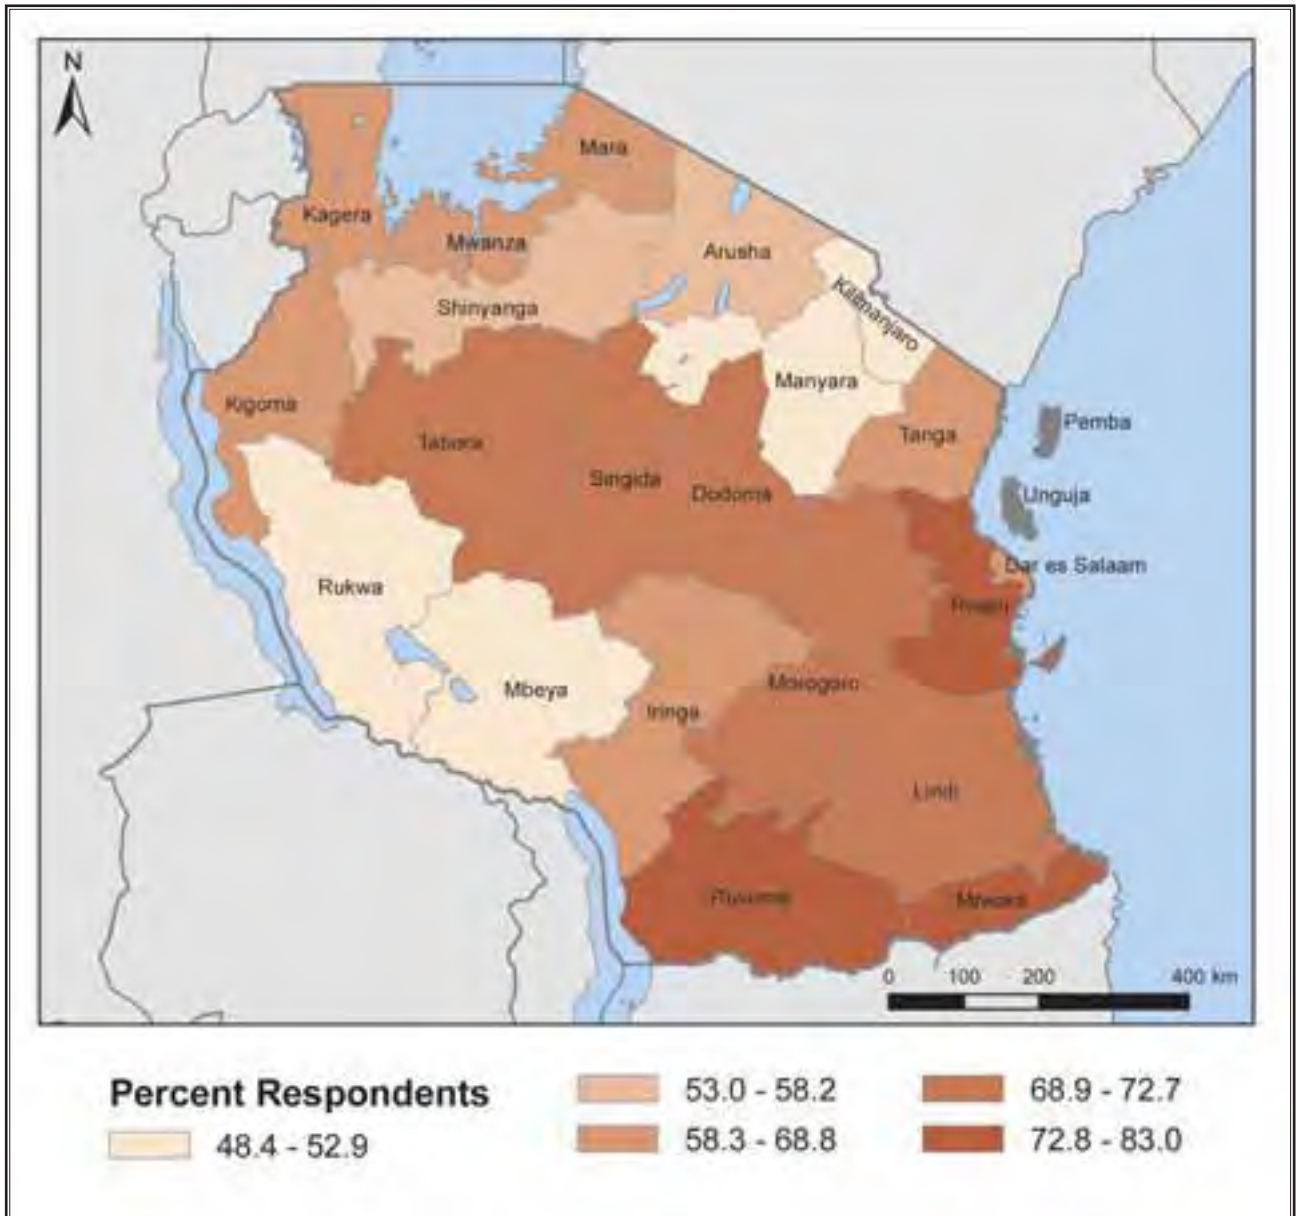 N
Mara
Kagera
Mwanza
Arusha
Kilimanjaro
Shinyanga
Manyara
Kigoma
Pemba
Tabora
Tanga
Singida
Dodoma
Unguja
Dar es Salaam
Rukwa
Pwani
Morogoro
Mbeya
Iringa
Lindi
Ruvuma
Mtwara
0 100 200 400 km
Percent Respondents
48.4 - 52.9
53.0 - 58.2
58.3 - 68.8
68.9 - 72.7
72.8 - 83.0